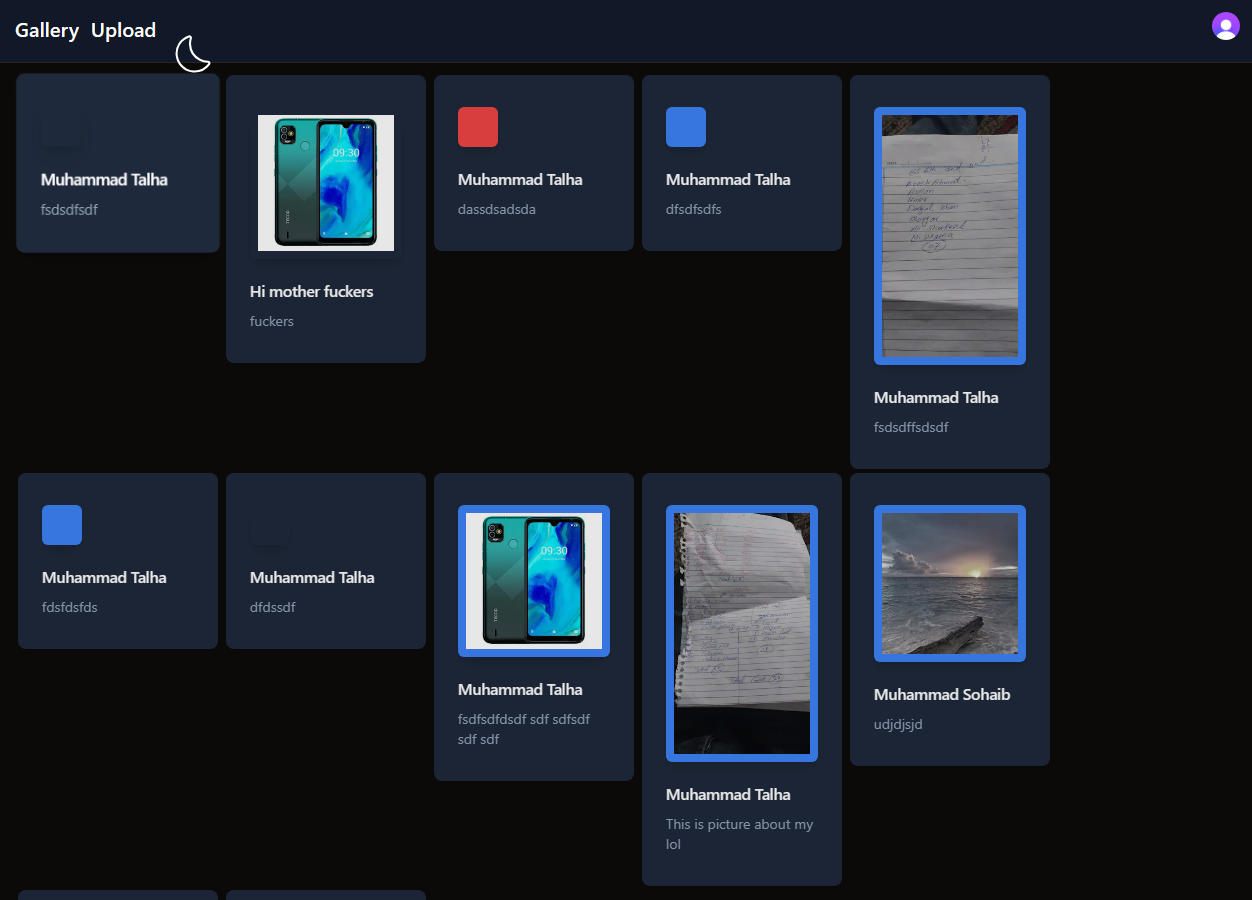 Gallery Upload
Muhammad Talha
fsdsdfsdf
09:30
TECNO
Hi mother fuckers
fuckers
Muhammad Talha
dassdsadsda
Muhammad Talha
dfsdfsdfs
Muhammad Talha
fsdsdffsdsdf
Muhammad Talha
fdsfdsfds
Muhammad Talha
dfdssdf
09:30
TECNO
Muhammad Talha
fsdfsdfdsdf sdf sdfsdf
sdf sdf
Muhammad Talha
This is picture about my
lol
Muhammad Sohaib
udjdjsjd